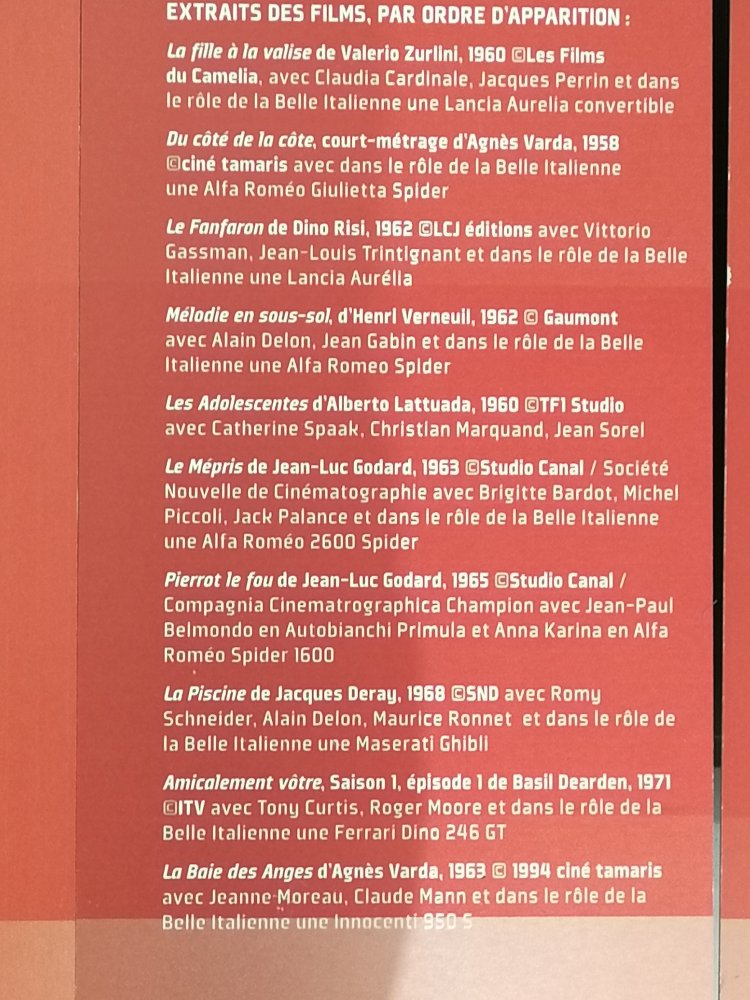 EXTRAITS DES FILMS, PAR ORDRE D'APPARITION :
La fille à la valise de Valerio Zurlini, 1960 ©Les Films
du Camelia, avec Claudia Cardinale, Jacques Perrin et dans
le rôle de la Belle Italienne une Lancia Aurelia convertible
Du côté de la côte, court-métrage d'Agnès Varda, 1958
©ciné tamaris avec dans le rôle de la Belle Italienne
une Alfa Roméo Giulietta Spider
Le Fanfaron de Dino Risi, 1962 ©LCJ éditions avec Vittorio
Gassman, Jean-Louis Trintignant et dans le rôle de la Belle
Italienne une Lancia Aurélia
Mélodie en sous-sol, d'Henri Verneuil, 1962 © Gaumont
avec Alain Delon, Jean Gabin et dans le rôle de la Belle
Italienne une Alfa Romeo Spider
Les Adolescentes d'Alberto Lattuada, 1960 ©TF1 Studio
avec Catherine Spaak, Christian Marquand, Jean Sorel
Le Mépris de Jean-Luc Godard, 1963 ©Studio Canal / Société
Nouvelle de Cinématographie avec Brigitte Bardot, Michel
Piccoli, Jack Palance et dans le rôle de la Belle Italienne
une Alfa Roméo 2600 Spider
Pierrot le fou de Jean-Luc Godard, 1965 ©Studio Canal /
Compagnia Cinematrographica Champion avec Jean-Paul
Belmondo en Autobianchi Primula et Anna Karina en Alfa
Roméo Spider 1600
La Piscine de Jacques Deray, 1968 ©SND avec Romy
Schneider, Alain Delon, Maurice Ronnet et dans le rôle de
la Belle Italienne une Maserati Ghibli
Amicalement vôtre, Saison 1, épisode 1 de Basil Dearden, 1971
©ITV avec Tony Curtis, Roger Moore et dans le rôle de la
Belle Italienne une Ferrari Dino 246 GT
La Baie des Anges d'Agnès Varda, 1963 © 1994 ciné tamaris
avec Jeanne Moreau, Claude Mann et dans le rôle de la
Belle Italienne une Innocenti 950 S